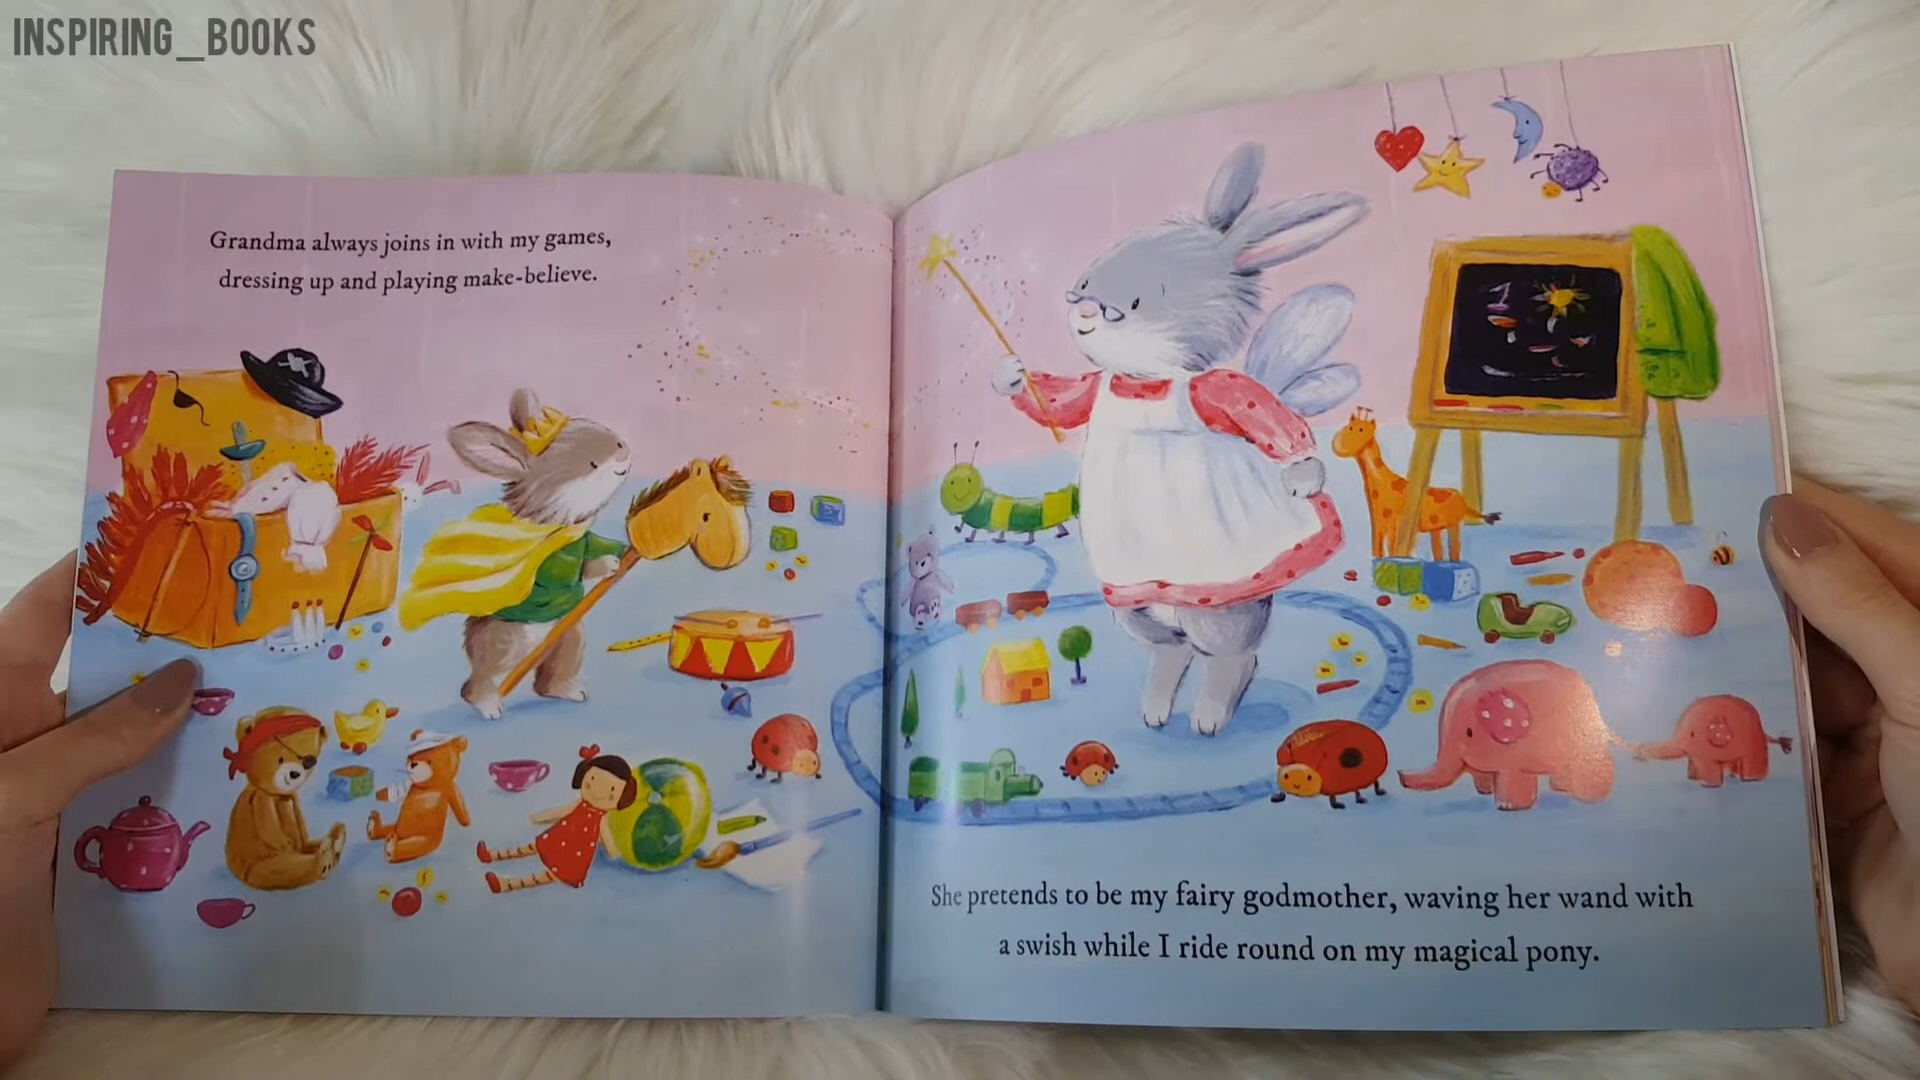 INSPIRING_BOOKS
Grandma always joins in with my games,
dressing up and playing make-believe.
She pretends to be my fairy godmother, waving her wand with
a swish while I ride round on my magical pony.